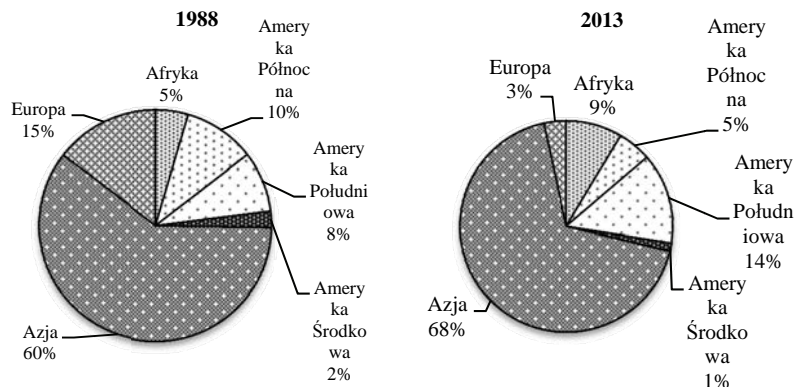 1988
Afryka
5%
Amery
ka
Północ
na
10%
Amery
ka
Południ
owa
8%
Amery
ka
Środko
wa
2%
Azja
60%
Europa
15%
2013
Afryka
9%
Amery
ka
Północ
na
5%
Amery
ka
Połudn
iowa
14%
Amery
ka
Środko
wa
1%
Azja
68%
Europa
3%